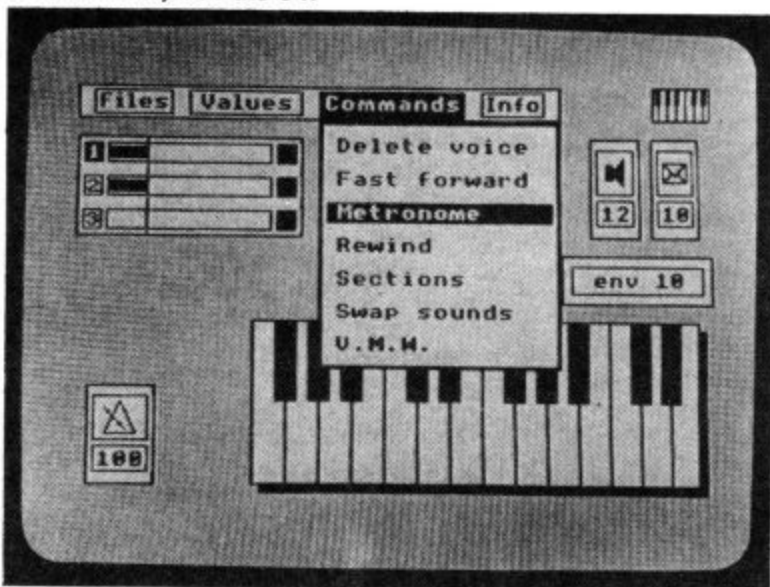 Files Values Commands Info
Delete voice
Fast forward
Metronome
Rewind
Sections
Swap sounds
V.M.W.
1
2
3
12 10
env 10
100